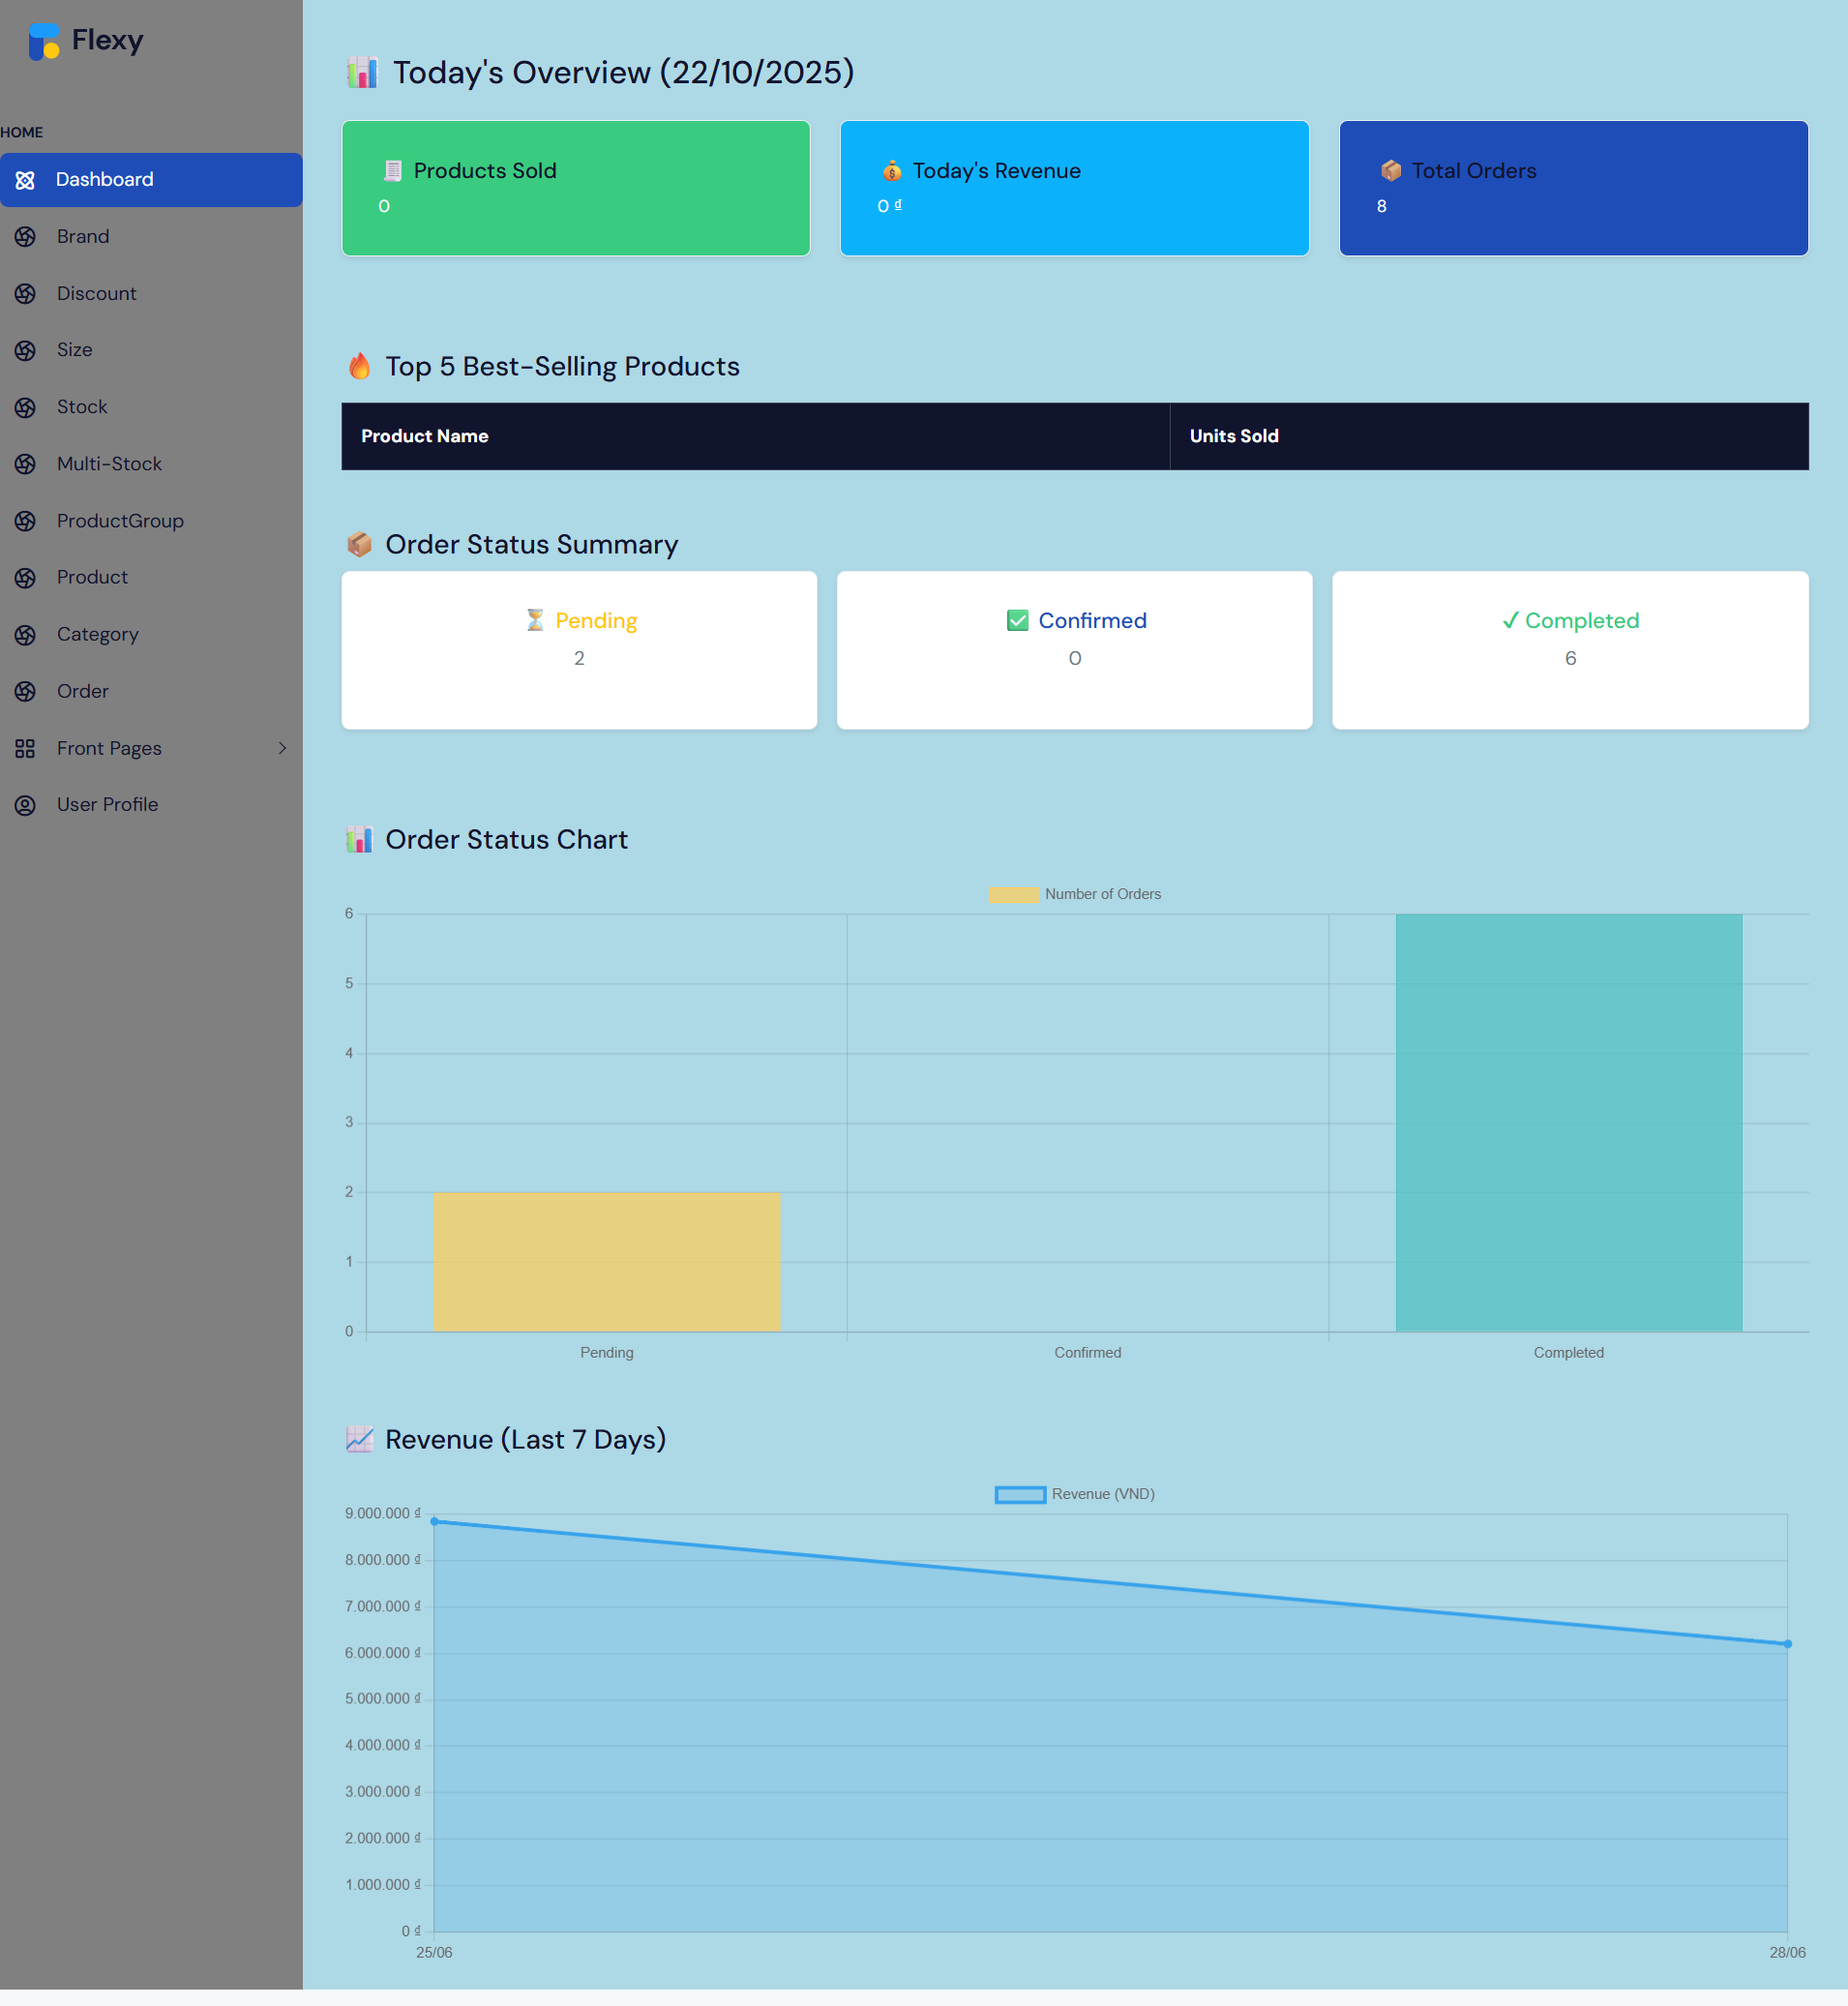 Flexy
HOME
Dashboard
Brand
Discount
Size
Stock
Multi-Stock
ProductGroup
Product
Category
Order
Front Pages
User Profile
Today's Overview (22/10/2025)
Products Sold
0
Today's Revenue
0 ₫
Total Orders
8
Top 5 Best-Selling Products
Product Name Units Sold
Order Status Summary
Pending
2
Confirmed
0
✓ Completed
6
Order Status Chart
Number of Orders
6
5
4
3
2
1
0
Pending Confirmed Completed
Revenue (Last 7 Days)
Revenue (VND)
9.000.000 ₫
8.000.000 ₫
7.000.000 ₫
6.000.000 ₫
5.000.000 ₫
4.000.000 ₫
3.000.000 ₫
2.000.000 ₫
1.000.000 ₫
0 ₫
25/06 28/06